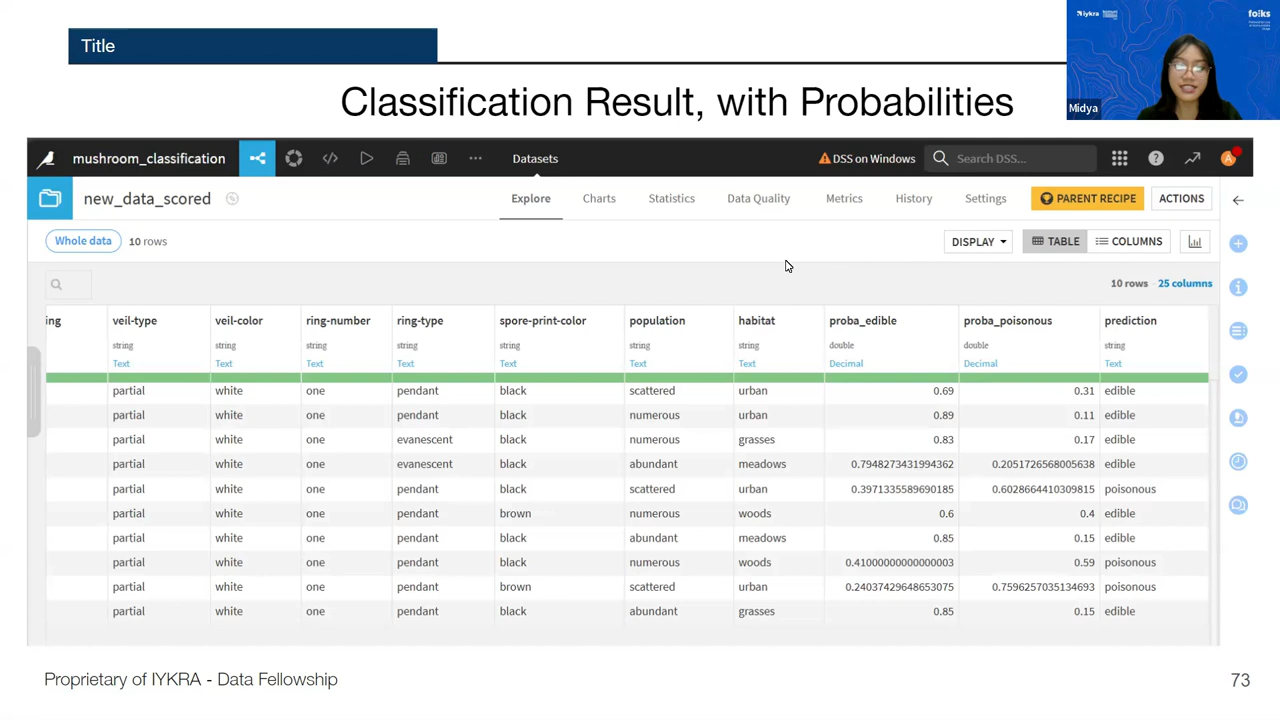 Title
iykra
fo/ks
Midya
Classification Result, with Probabilities
mushroom_classification
Datasets
DSS on Windows
Search DSS...
A
new_data_scored
Explore Charts Statistics Data Quality Metrics History Settings
PARENT RECIPE
ACTIONS
Whole data 10 rows
DISPLAY TABLE COLUMNS
10 rows 25 columns
ing veil-type veil-color ring-number ring-type spore-print-color population habitat proba_edible proba_poisonous prediction
string string string string string string string double double string
Text Text Text Text Text Text Text Decimal Decimal Text
partial white one pendant black scattered urban 0.69 0.31 edible
partial white one pendant black numerous urban 0.89 0.11 edible
partial white one evanescent black numerous grasses 0.83 0.17 edible
partial white one evanescent black abundant meadows 0.7948273431994362 0.2051726568005638 edible
partial white one pendant black scattered urban 0.3971335589690185 0.6028664410309815 poisonous
partial white one pendant brown numerous woods 0.6 0.4 edible
partial white one pendant black abundant meadows 0.85 0.15 edible
partial white one pendant black numerous woods 0.41000000000000003 0.59 poisonous
partial white one pendant brown scattered urban 0.24037429648653075 0.7596257035134693 poisonous
partial white one pendant black abundant grasses 0.85 0.15 edible
Proprietary of IYKRA - Data Fellowship
73